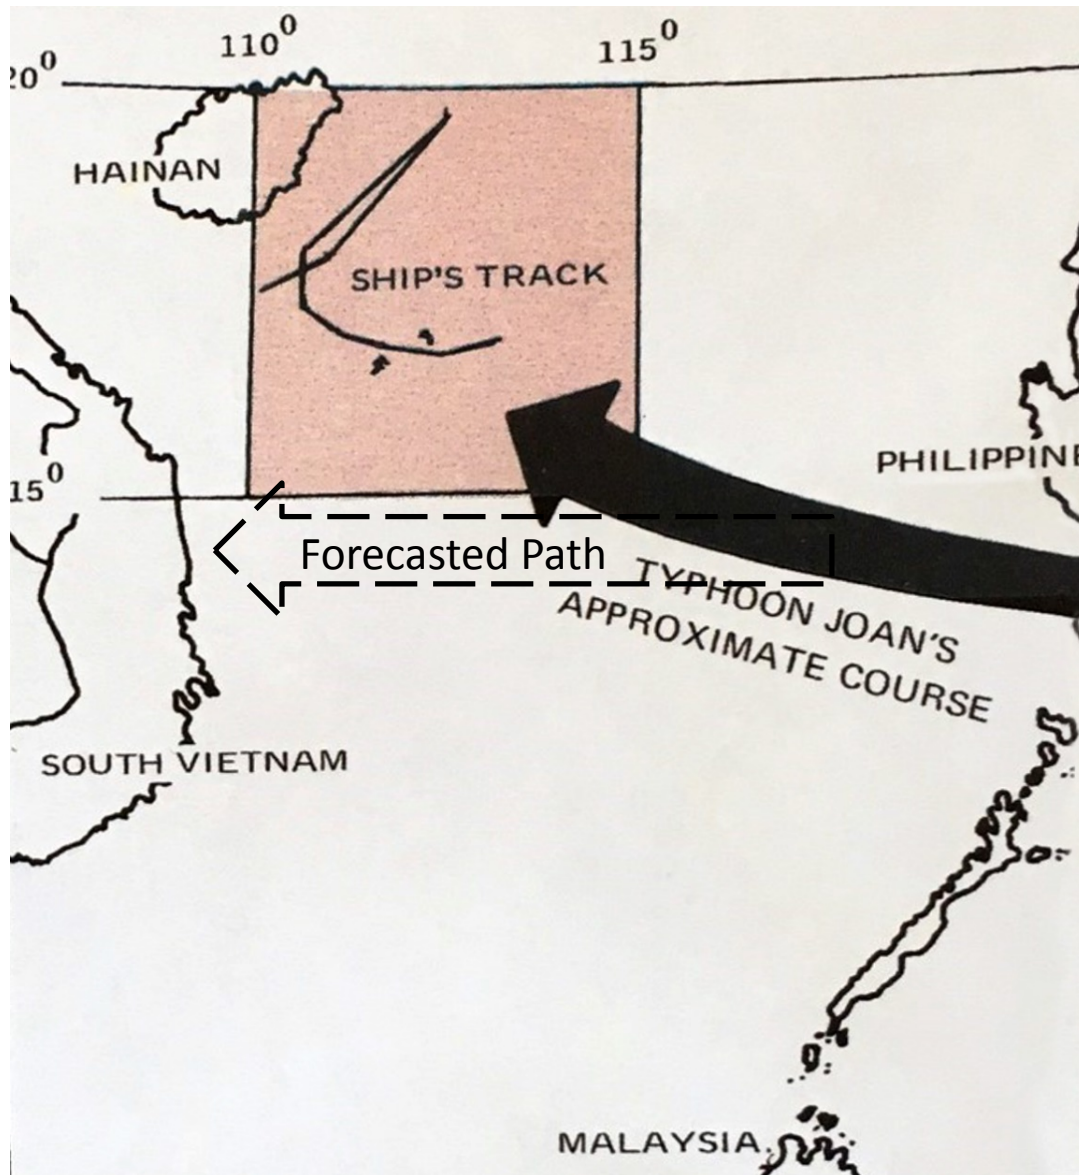 110⁰
115⁰
20⁰
HAINAN
SHIP'S TRACK
PHILIPPINE
15⁰
Forecasted Path
TYPHOON JOAN'S
APPROXIMATE COURSE
SOUTH VIETNAM
MALAYSIA